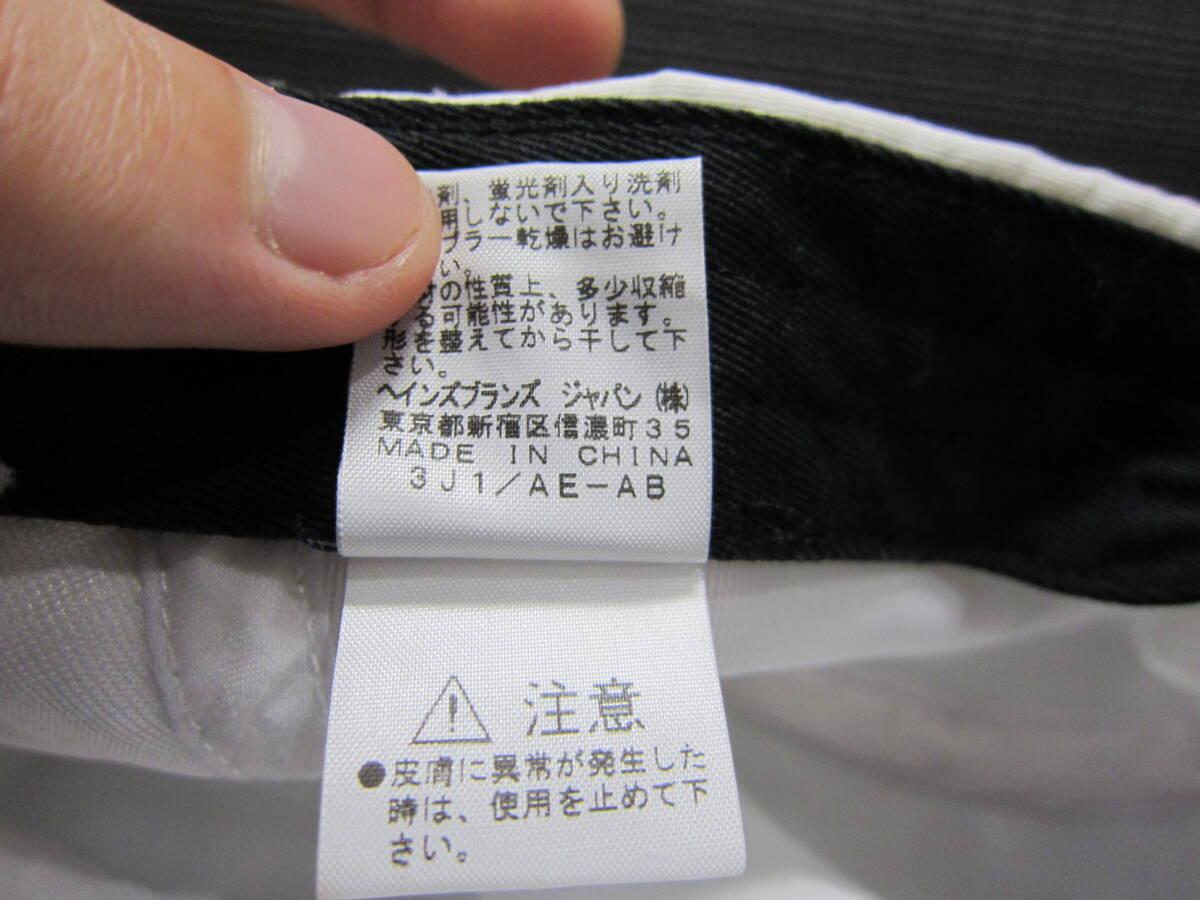 剤、蛍光剤入り洗剤
用しないで下さい。
ブラー乾燥はお避け
い。
の性質上、多少収縮
る可能性があります。
形を整えてから干して下
さい。
ヘインズブランズ ジャパン(株)
東京都新宿区信濃町35
MADE IN CHINA
3J1/AE-AB
注意
●皮膚に異常が発生した
時は、使用を止めて下
さい。